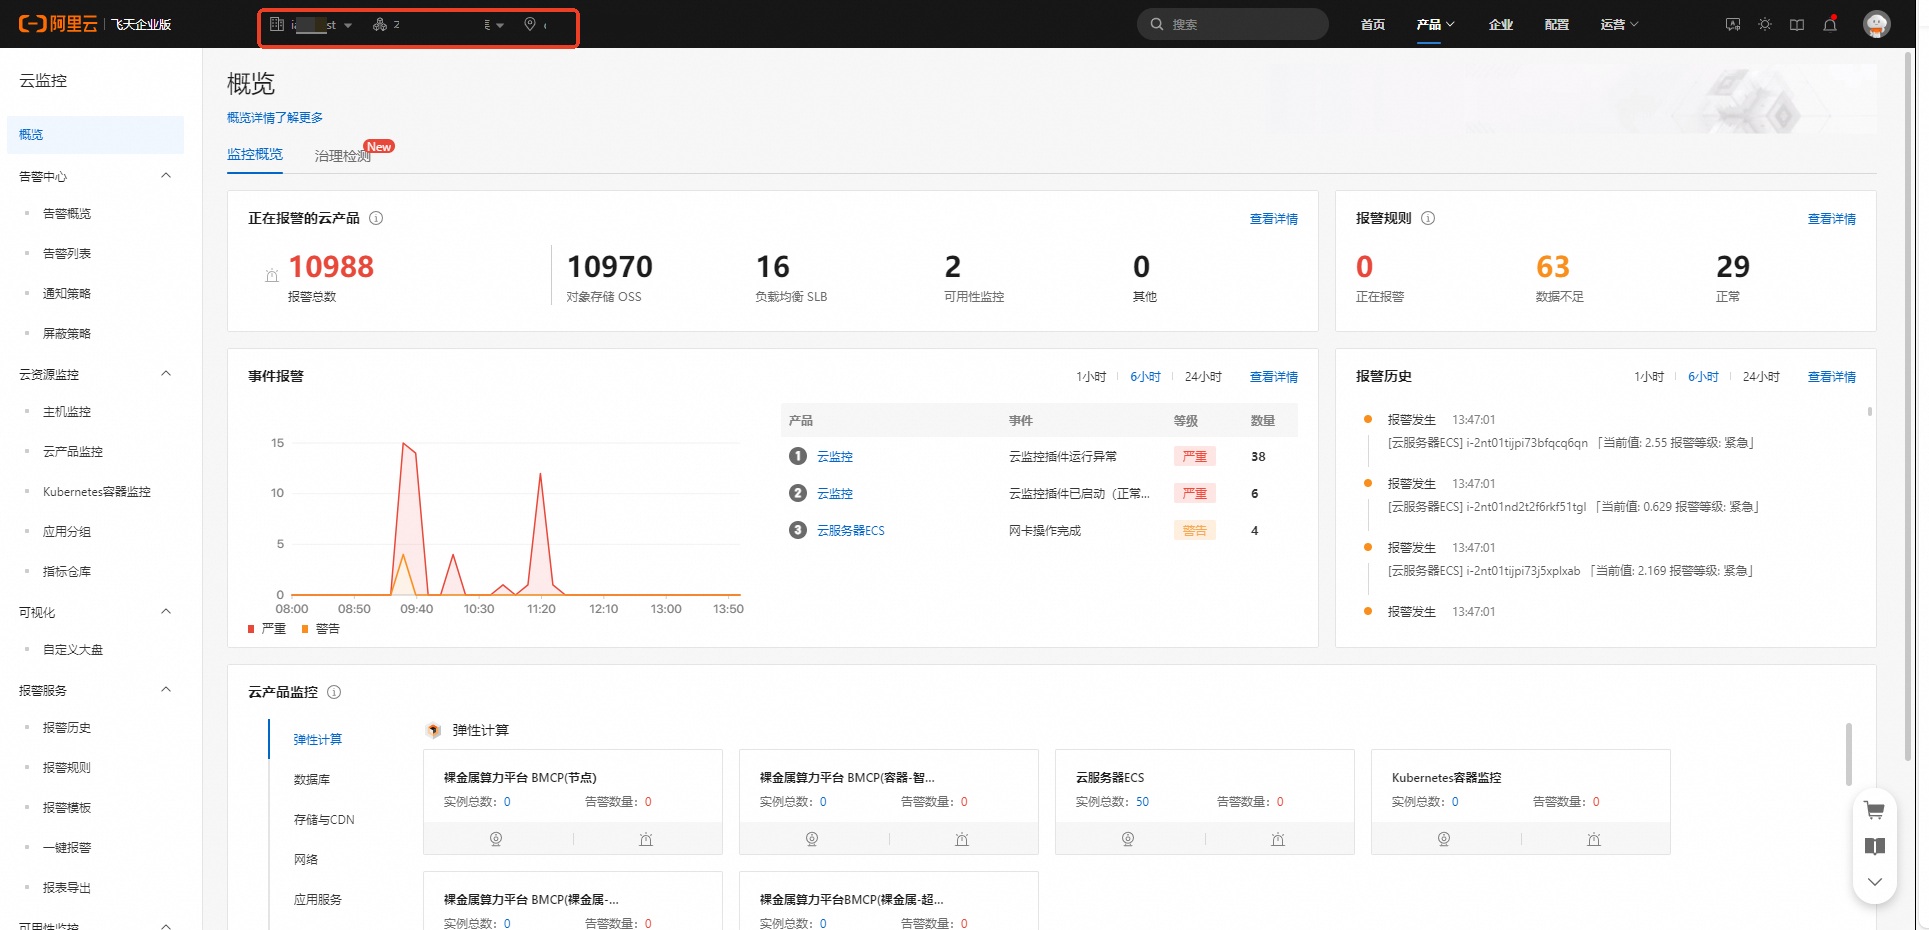 阿里云 飞天企业版
2
搜索
首页 产品 企业 配置 运营
云监控
概览
告警中心
告警概览
告警列表
通知策略
屏蔽策略
云资源监控
主机监控
云产品监控
Kubernetes容器监控
应用分组
指标仓库
可视化
自定义大盘
报警服务
报警历史
报警规则
报警模板
一键报警
报表导出
可用性监控
概览
概览详情了解更多
监控概览 治理检测 New
正在报警的云产品 查看详情
10988 10970 16 2 0
报警总数 对象存储 OSS 负载均衡 SLB 可用性监控 其他
报警规则 查看详情
0 63 29
正在报警 数据不足 正常
事件报警 1小时 6小时 24小时 查看详情
15
10
5
0
08:00 08:50 09:40 10:30 11:20 12:10 13:00 13:50
严重 警告
产品 事件 等级 数量
1 云监控 云监控插件运行异常 严重 38
2 云监控 云监控插件已启动（正常... 严重 6
3 云服务器ECS 网卡操作完成 警告 4
报警历史 1小时 6小时 24小时 查看详情
报警发生 13:47:01
[云服务器ECS] i-2nt01tijpi73bfqcq6qn 「当前值: 2.55 报警等级: 紧急」
报警发生 13:47:01
[云服务器ECS] i-2nt01nd2t2f6rkf51tgl 「当前值: 0.629 报警等级: 紧急」
报警发生 13:47:01
[云服务器ECS] i-2nt01tijpi73j5xplxab 「当前值: 2.169 报警等级: 紧急」
报警发生 13:47:01
云产品监控
弹性计算
数据库
存储与CDN
网络
应用服务
弹性计算
裸金属算力平台 BMCP(节点)
实例总数: 0 告警数量: 0
裸金属算力平台 BMCP(容器-智...
实例总数: 0 告警数量: 0
云服务器ECS
实例总数: 50 告警数量: 0
Kubernetes容器监控
实例总数: 0 告警数量: 0
裸金属算力平台 BMCP(裸金属-...
实例总数: 0 告警数量: 0
裸金属算力平台BMCP(裸金属-超...
实例总数: 0 告警数量: 0